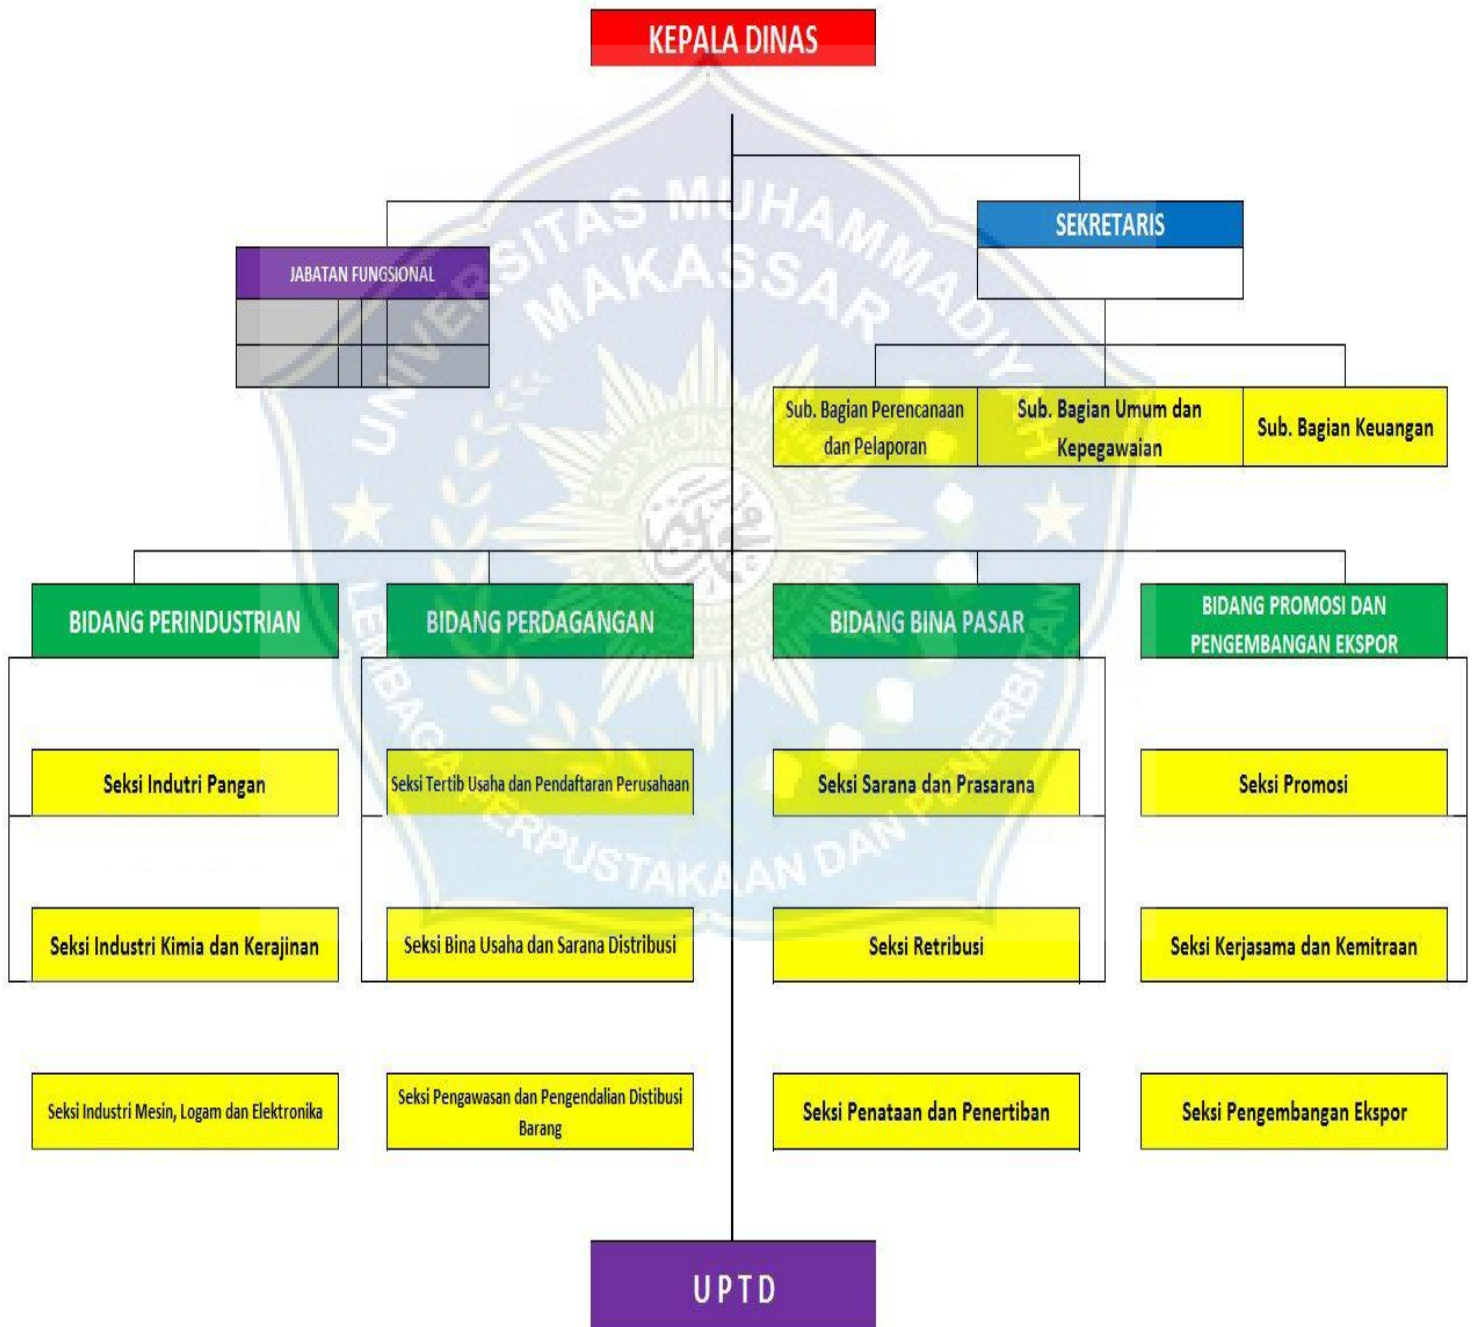 KEPALA DINAS
UNIVERSITAS MUHAMMADIYAH
MAKASSAR
LEMBAGA PERPUSTAKAAN DAN PENERBITAN
SEKRETARIS
JABATAN FUNGSIONAL
Sub. Bagian Perencanaan
dan Pelaporan
Sub. Bagian Umum dan
Kepegawaian
Sub. Bagian Keuangan
BIDANG PERINDUSTRIAN
BIDANG PERDAGANGAN
BIDANG BINA PASAR
BIDANG PROMOSI DAN
PENGEMBANGAN EKSPOR
Seksi Indutri Pangan
Seksi Tertib Usaha dan Pendaftaran Perusahaan
Seksi Sarana dan Prasarana
Seksi Promosi
Seksi Industri Kimia dan Kerajinan
Seksi Bina Usaha dan Sarana Distribusi
Seksi Retribusi
Seksi Kerjasama dan Kemitraan
Seksi Industri Mesin, Logam dan Elektronika
Seksi Pengawasan dan Pengendalian Distibusi
Barang
Seksi Penataan dan Penertiban
Seksi Pengembangan Ekspor
UPTD